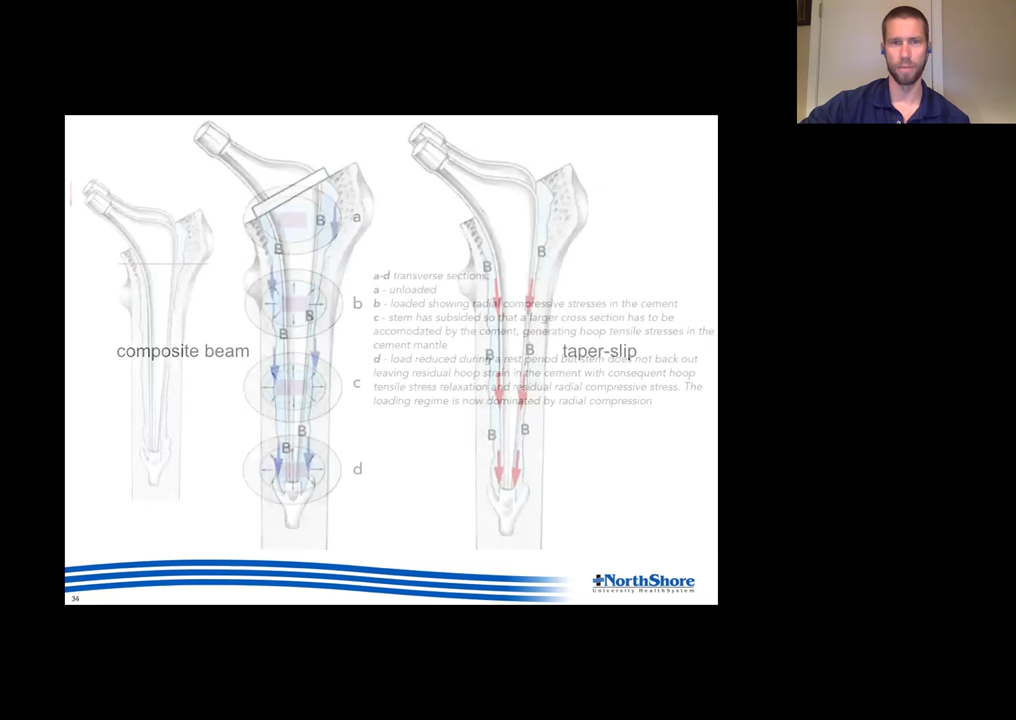 B
a
B
B
B
a-d transverse sections:
a - unloaded
B
b
b - loaded showing radial compressive stresses in the cement
B
c - stem has subsided so that a larger cross section has to be
accomodated by the cement, generating hoop tensile stresses in the
B
cement mantle
composite beam
B
B
taper-slip
d - load reduced during a rest period but stem does not back out
leaving residual hoop strain in the cement with consequent hoop
c
tensile stress relaxation and residual radial compressive stress. The
loading regime is now dominated by radial compression
B
B
B
B
d
NorthShore
University HealthSystem
34